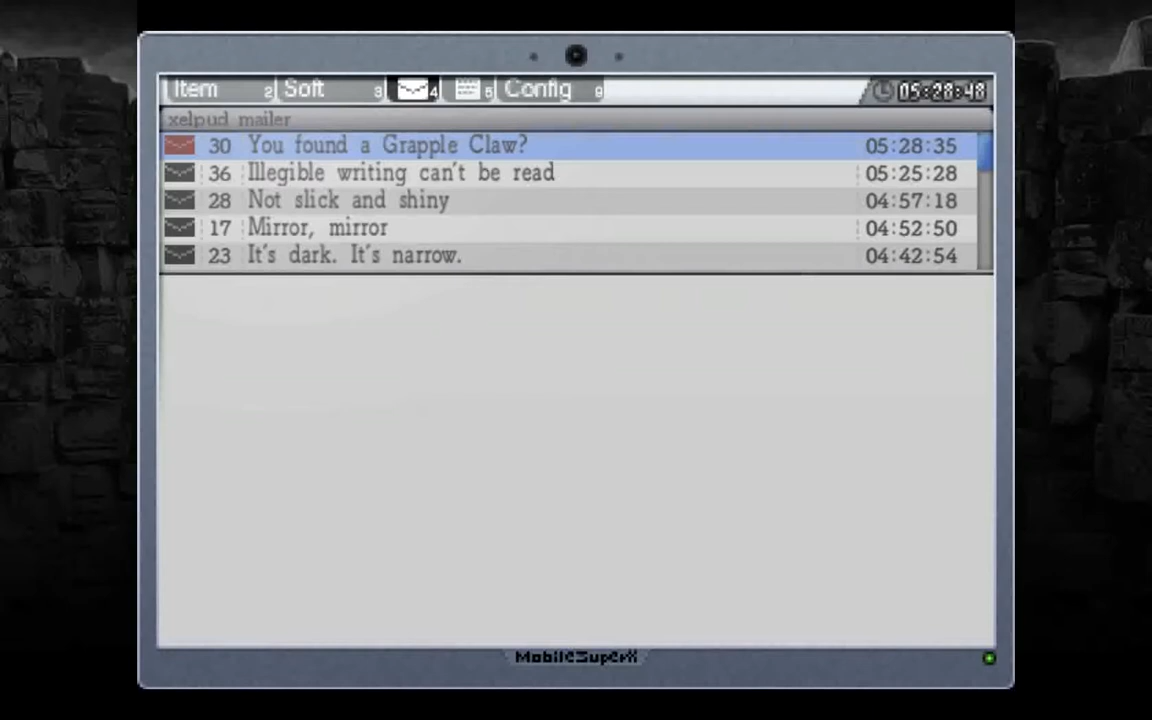 Item 2 Soft 3 4 5 Config 9 05:28:48
xelpud mailer
30 You found a Grapple Claw? 05:28:35
36 Illegible writing can't be read 05:25:28
28 Not slick and shiny 04:57:18
17 Mirror, mirror 04:52:50
23 It's dark. It's narrow. 04:42:54
MobileSuperX